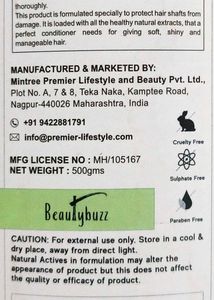 thoroughly.
This product is formulated specially to protect hair shafts from
damage. It is loaded with all the healthy natural extracts, that a
perfect conditioner needs for giving soft, shiny and
manageable hair.
MANUFACTURED & MARKETED BY:
Mintree Premier Lifestyle and Beauty Pvt. Ltd.,
Plot No. A, 7 & 8, Teka Naka, Kamptee Road,
Nagpur-440026 Maharashtra, India
+91 9422881791
info@premier-lifestyle.com
Cruelty Free
MFG LICENSE NO : MH/105167
NET WEIGHT : 500gms
Sulphate Free
Beautybuzz
Paraben Free
CAUTION: For external use only. Store in a cool &
dry place, away from direct light.
Natural Actives in formulation may alter the
appearance of the product but this does not affect
the quality or efficacy of product.